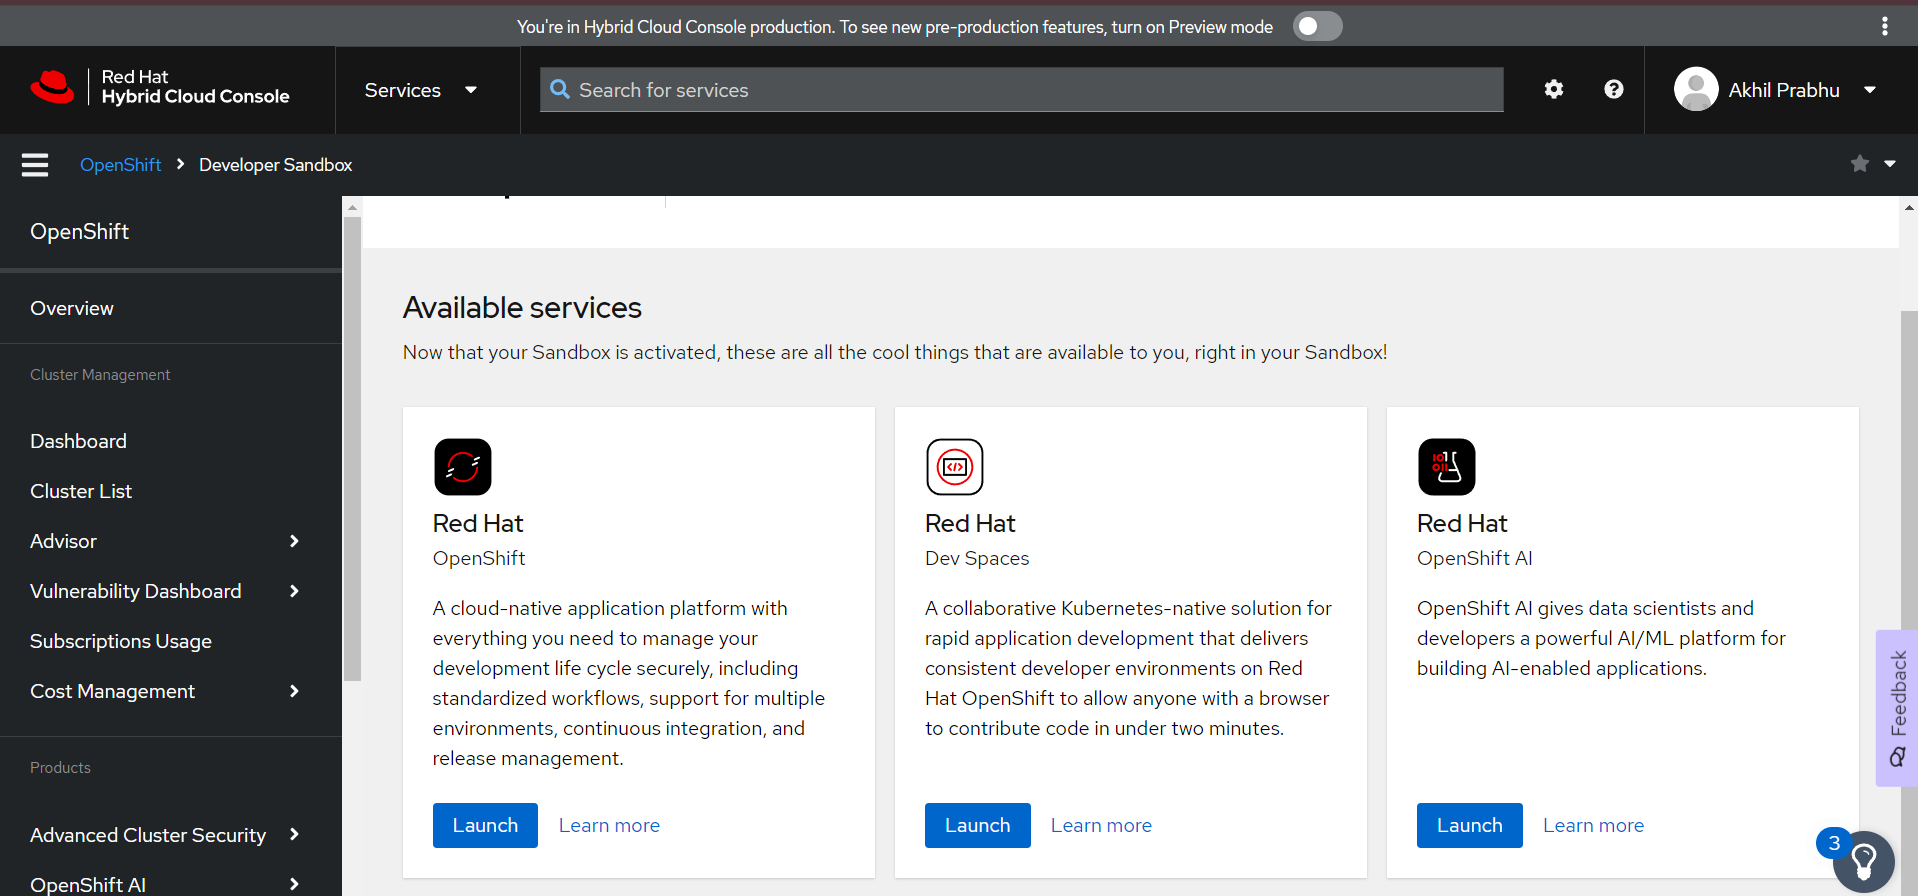 You're in Hybrid Cloud Console production. To see new pre-production features, turn on Preview mode
Red Hat
Hybrid Cloud Console
Services
Search for services
Akhil Prabhu
OpenShift
Developer Sandbox
OpenShift
Overview
Cluster Management
Dashboard
Cluster List
Advisor
Vulnerability Dashboard
Subscriptions Usage
Cost Management
Products
Advanced Cluster Security
OpenShift AI
Available services
Now that your Sandbox is activated, these are all the cool things that are available to you, right in your Sandbox!
Red Hat
OpenShift
A cloud-native application platform with
everything you need to manage your
development life cycle securely, including
standardized workflows, support for multiple
environments, continuous integration, and
release management.
Launch
Learn more
Red Hat
Dev Spaces
A collaborative Kubernetes-native solution for
rapid application development that delivers
consistent developer environments on Red
Hat OpenShift to allow anyone with a browser
to contribute code in under two minutes.
Launch
Learn more
Red Hat
OpenShift AI
OpenShift AI gives data scientists and
developers a powerful AI/ML platform for
building AI-enabled applications.
Launch
Learn more
Feedback
3